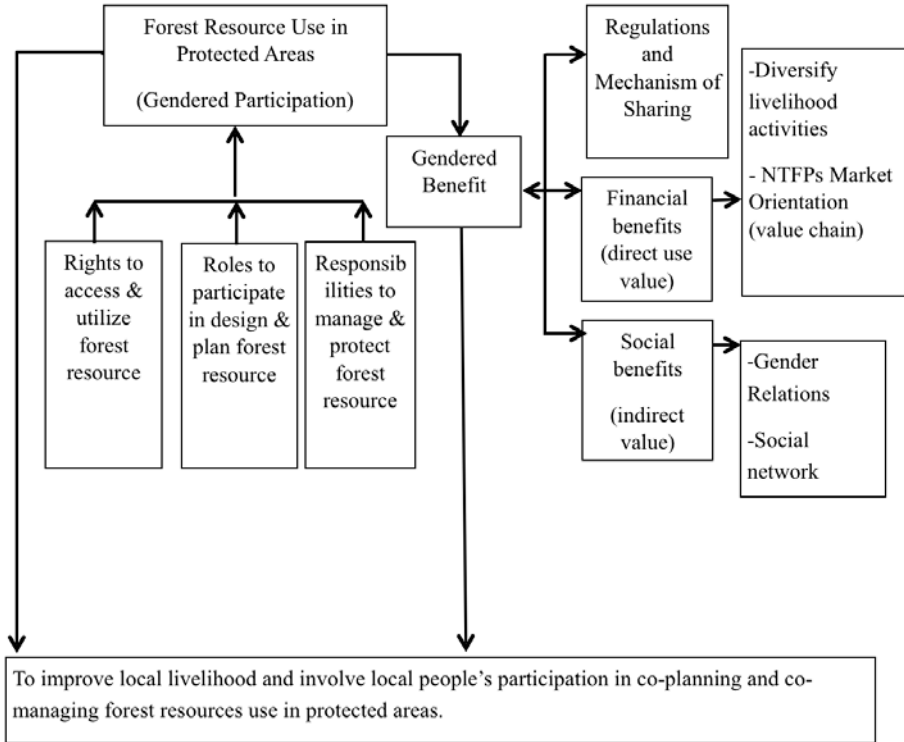 Forest Resource Use in
Protected Areas
(Gendered Participation)
Regulations
and
Mechanism of
Sharing
-Diversify
livelihood
activities
- NTFPs Market
Orientation
(value chain)
Gendered
Benefit
Financial
benefits
(direct use
value)
Rights to
access &
utilize
forest
resource
Roles to
participate
in design &
plan forest
resource
Responsib
ilities to
manage &
protect
forest
resource
Social
benefits
(indirect
value)
-Gender
Relations
-Social
network
To improve local livelihood and involve local people’s participation in co-planning and co-
managing forest resources use in protected areas.